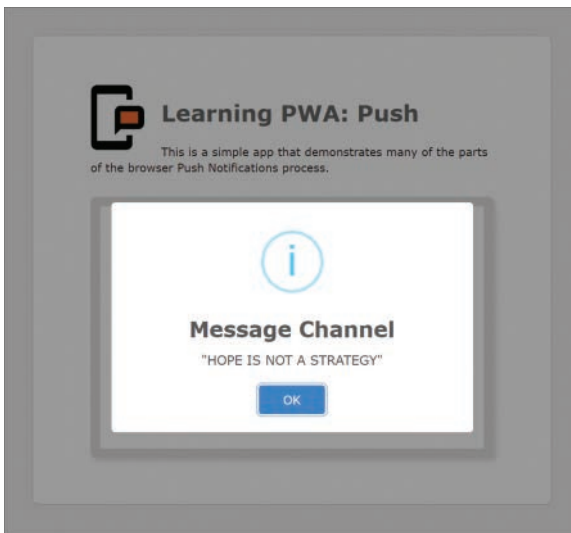 Learning PWA: Push
This is a simple app that demonstrates many of the parts
of the browser Push Notifications process.
Message Channel
"HOPE IS NOT A STRATEGY"
OK